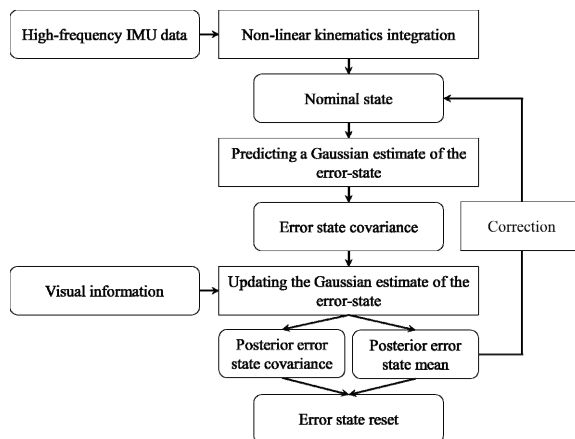 High-frequency IMU data
Non-linear kinematics integration
Nominal state
Predicting a Gaussian estimate of the
error-state
Error state covariance
Correction
Visual information
Updating the Gaussian estimate of the
error-state
Posterior error
state covariance
Posterior error
state mean
Error state reset